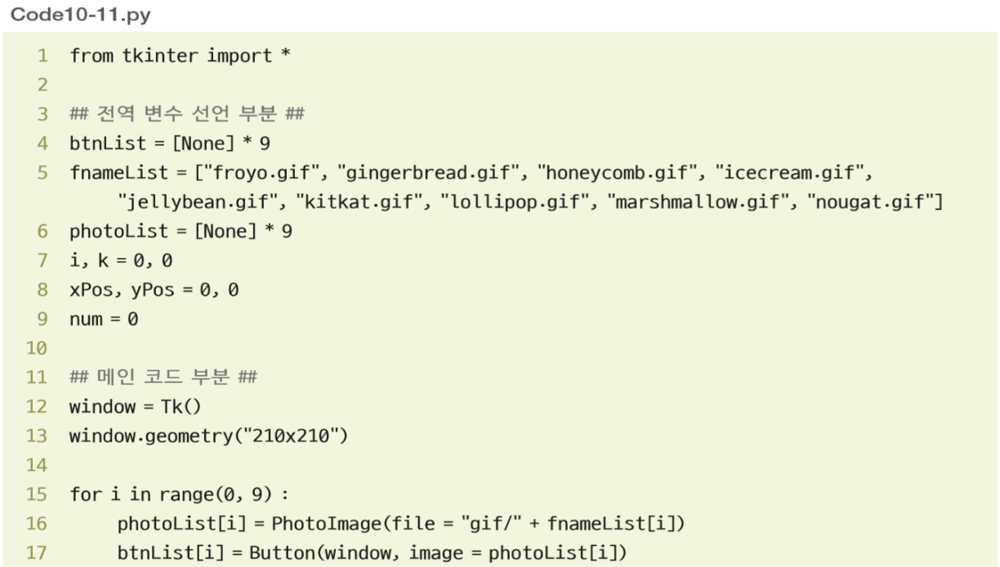 Code10-11.py
1 from tkinter import *
2
3 ## 전역 변수 선언 부분 ##
4 btnList = [None] * 9
5 fnameList = ["froyo.gif", "gingerbread.gif", "honeycomb.gif", "icecream.gif",
"jellybean.gif", "kitkat.gif", "lollipop.gif", "marshmallow.gif", "nougat.gif"]
6 photoList = [None] * 9
7 i, k = 0, 0
8 xPos, yPos = 0, 0
9 num = 0
10
11 ## 메인 코드 부분 ##
12 window = Tk()
13 window.geometry("210x210")
14
15 for i in range(0, 9) :
16 photoList[i] = PhotoImage(file = "gif/" + fnameList[i])
17 btnList[i] = Button(window, image = photoList[i])